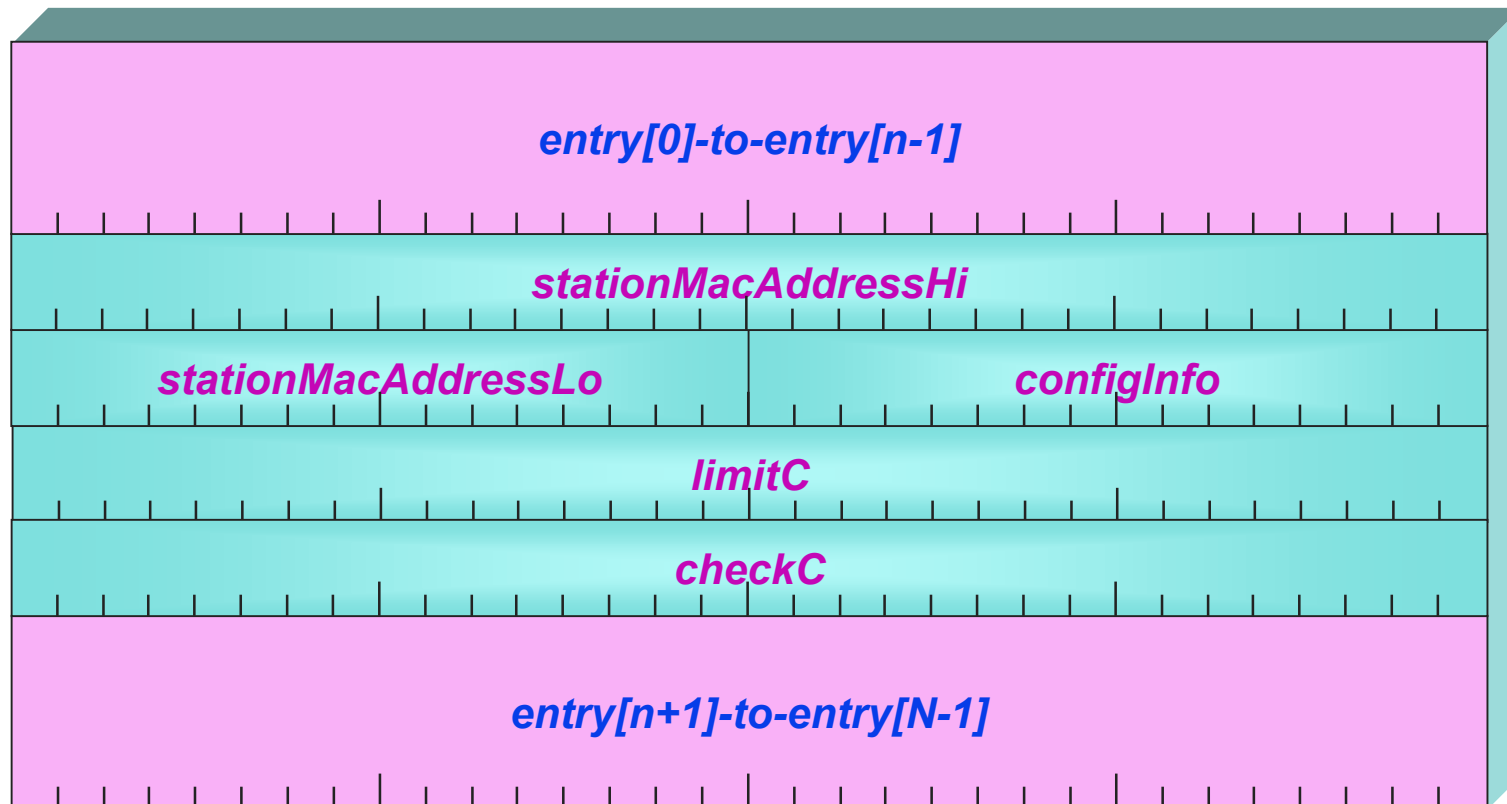 entry[0]-to-entry[n-1]
stationMacAddressHi
stationMacAddressLo configInfo
limitC
checkC
entry[n+1]-to-entry[N-1]